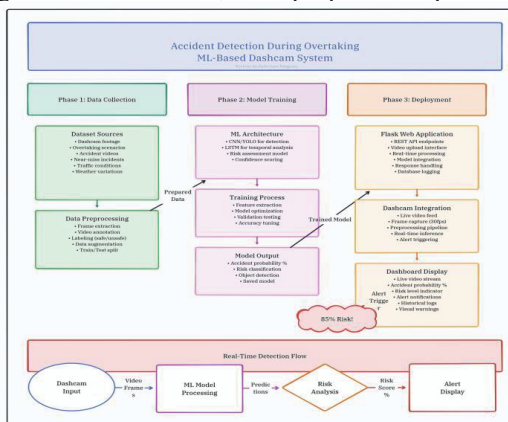 Accident Detection During Overtaking
ML-Based Dashcam System
Phase 1: Data Collection
Phase 2: Model Training
Phase 3: Deployment
Dataset Sources
• Dashcam footage
• Overtaking scenarios
• Accident videos
• Near-miss incidents
• Traffic conditions
• Weather variations
Data Preprocessing
• Frame extraction
• Video annotation
• Labeling (safe/unsafe)
• Data augmentation
• Train/Test split
Prepared
Data
ML Architecture
• CNN/YOLO for detection
• LSTM for temporal analysis
• Risk assessment model
• Confidence scoring
Training Process
• Feature extraction
• Model optimization
• Validation testing
• Accuracy tuning
Model Output
• Accident probability %
• Risk classification
• Object detection
• Saved model
Trained Model
Flask Web Application
• REST API endpoints
• Video upload interface
• Real-time processing
• Model integration
• Response handling
• Database logging
Dashcam Integration
• Live video feed
• Frame capture (30fps)
• Preprocessing pipeline
• Real-time inference
• Alert triggering
Dashboard Display
• Live video stream
• Accident probability %
• Risk level indicator
• Alert notifications
• Historical logs
• Visual warnings
Alert
Trigge
r
85% Risk!
Real-Time Detection Flow
Dashcam
Input
Video
Frame
s
ML Model
Processing
Predic
tions
Risk
Analysis
Risk
Score
%
Alert
Display